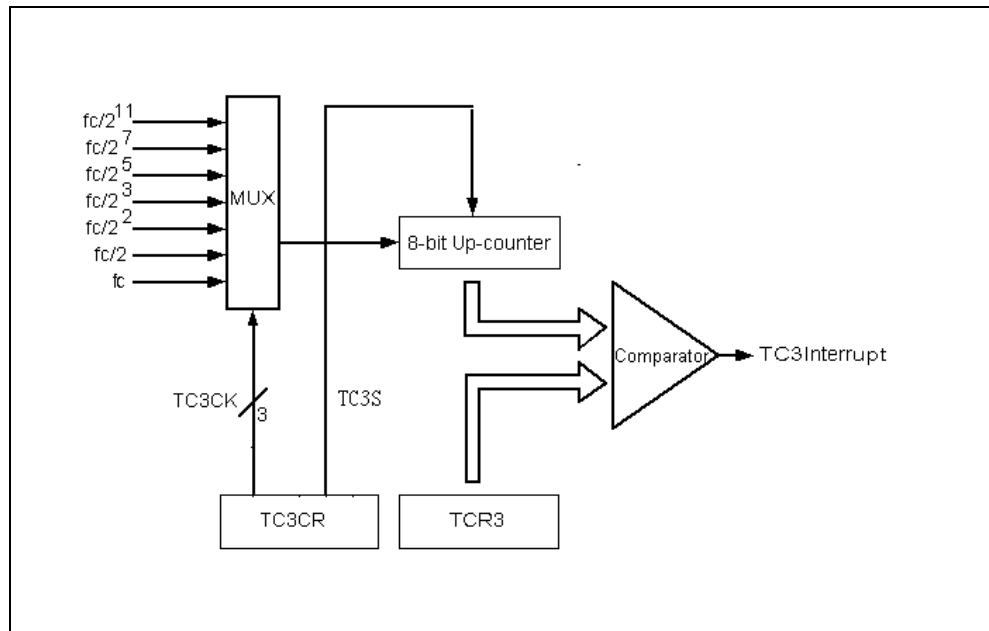 fc/2^11
fc/2^7
fc/2^5
fc/2^3
fc/2^2
fc/2
fc
MUX
8-bit Up-counter
Comparator
TC3Interrupt
TC3CK
3
TC3S
TC3CR
TCR3